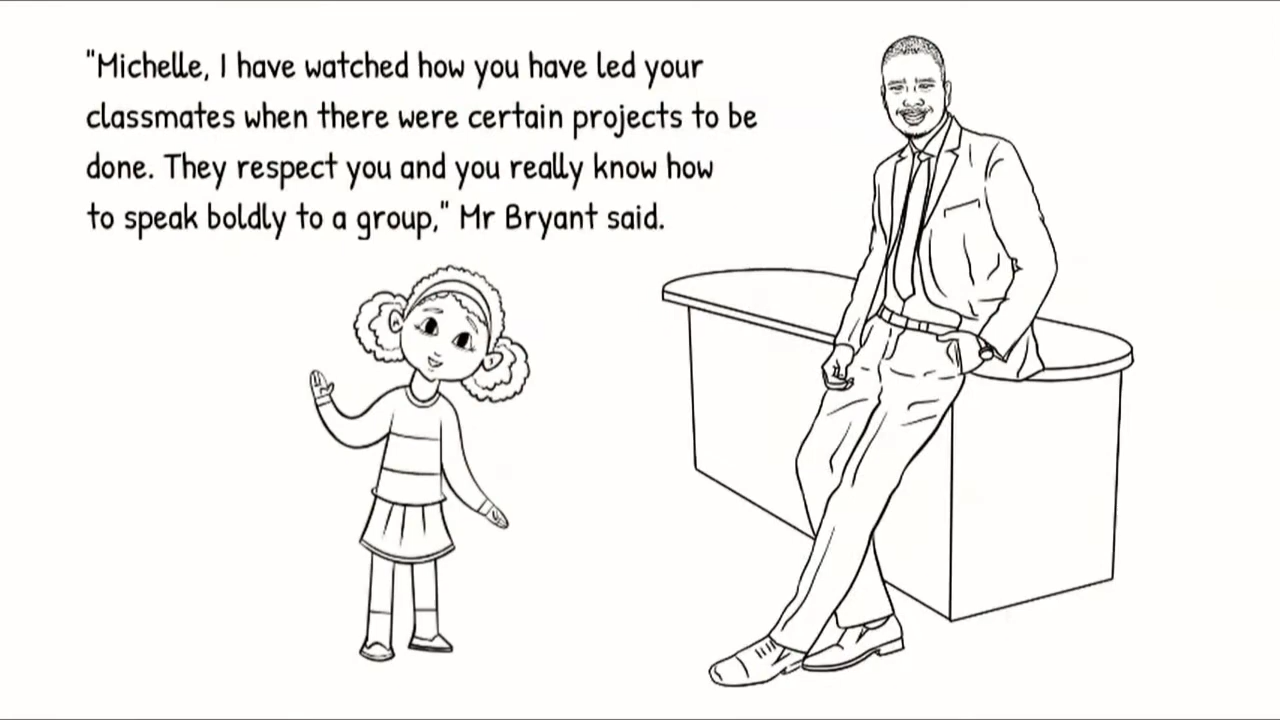 "Michelle, I have watched how you have led your
classmates when there were certain projects to be
done. They respect you and you really know how
to speak boldly to a group," Mr Bryant said.